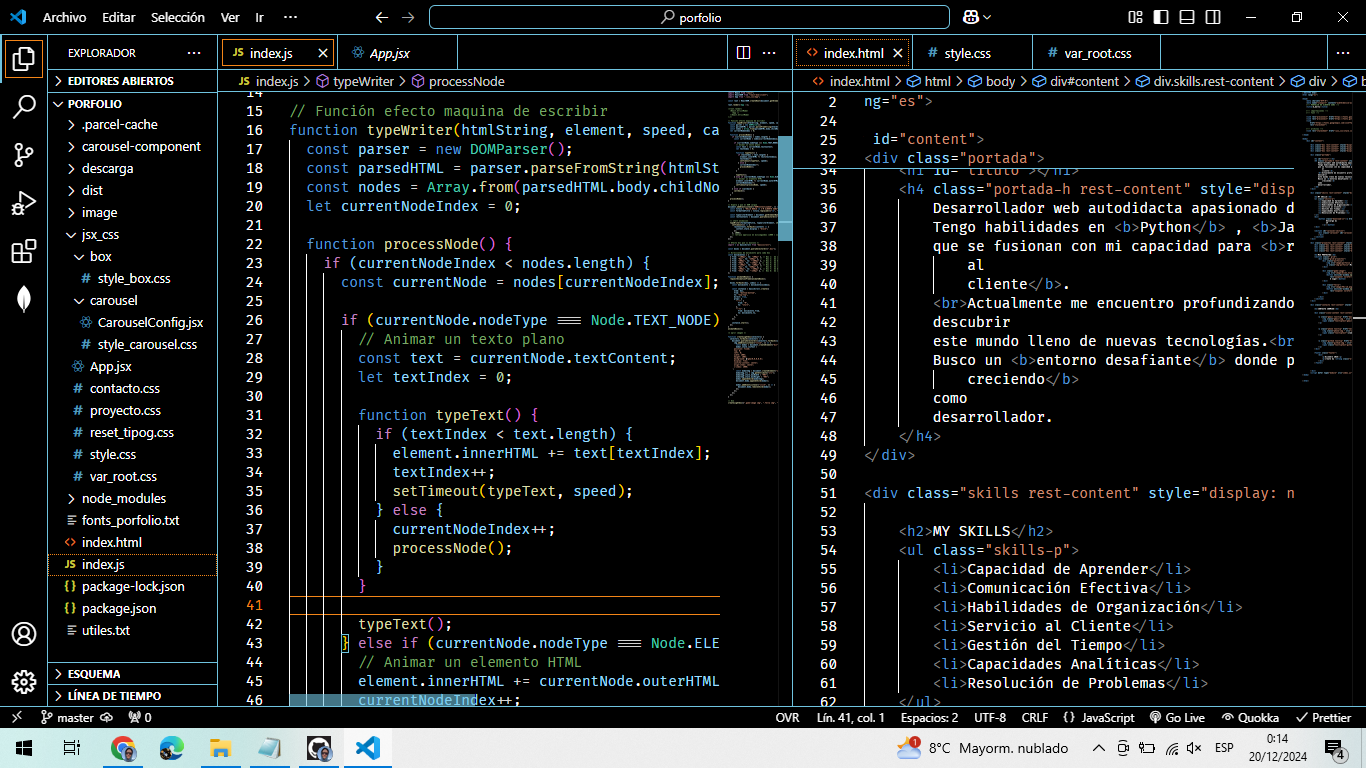 Archivo Editar Selección Ver Ir ··· porfolio
EXPLORADOR ···
EDITORES ABIERTOS
PORFOLIO
.parcel-cache
carousel-component
descarga
dist
image
jsx_css
box
# style_box.css
carousel
CarouselConfig.jsx
# style_carousel.css
App.jsx
# contacto.css
# proyecto.css
# reset_tipog.css
# style.css
# var_root.css
node_modules
fonts_porfolio.txt
<> index.html
JS index.js
{} package-lock.json
{} package.json
utiles.txt
ESQUEMA
LÍNEA DE TIEMPO
JS index.js App.jsx ···
JS index.js > typeWriter > processNode
14
15 // Función efecto maquina de escribir
16 function typeWriter(htmlString, element, speed, ca
17 const parser = new DOMParser();
18 const parsedHTML = parser.parseFromString(htmlSt
19 const nodes = Array.from(parsedHTML.body.childNo
20 let currentNodeIndex = 0;
21
22 function processNode() {
23 if (currentNodeIndex < nodes.length) {
24 const currentNode = nodes[currentNodeIndex];
25
26 if (currentNode.nodeType === Node.TEXT_NODE)
27 // Animar un texto plano
28 const text = currentNode.textContent;
29 let textIndex = 0;
30
31 function typeText() {
32 if (textIndex < text.length) {
33 element.innerHTML += text[textIndex];
34 textIndex++;
35 setTimeout(typeText, speed);
36 } else {
37 currentNodeIndex++;
38 processNode();
39 }
40 }
41
42 typeText();
43 } else if (currentNode.nodeType === Node.ELE
44 // Animar un elemento HTML
45 element.innerHTML += currentNode.outerHTML
46 currentNodeIndex++;
<> index.html # style.css # var_root.css ···
<> index.html > html > body > div#content > div.skills.rest-content > div > b
2 ng="es">
24
25 id="content">
32 <div class="portada">
34 <h1 id="titulo"></h1>
35 <h4 class="portada-h rest-content" style="disp
36 Desarrollador web autodidacta apasionado d
37 Tengo habilidades en <b>Python</b> , <b>Ja
38 que se fusionan con mi capacidad para <b>r
39 al
40 cliente</b>.
41 <br>Actualmente me encuentro profundizando
42 descubrir
43 este mundo lleno de nuevas tecnologías.<br
44 Busco un <b>entorno desafiante</b> donde p
45 creciendo</b>
46 como
47 desarrollador.
48 </h4>
49 </div>
50
51 <div class="skills rest-content" style="display: n
52
53 <h2>MY SKILLS</h2>
54 <ul class="skills-p">
55 <li>Capacidad de Aprender</li>
56 <li>Comunicación Efectiva</li>
57 <li>Habilidades de Organización</li>
58 <li>Servicio al Cliente</li>
59 <li>Gestión del Tiempo</li>
60 <li>Capacidades Analíticas</li>
61 <li>Resolución de Problemas</li>
62 </ul>
master 0 OVR Lín. 41, col. 1 Espacios: 2 UTF-8 CRLF {} JavaScript Go Live Quokka Prettier
1 8°C Mayorm. nublado ESP 0:14
20/12/2024 4